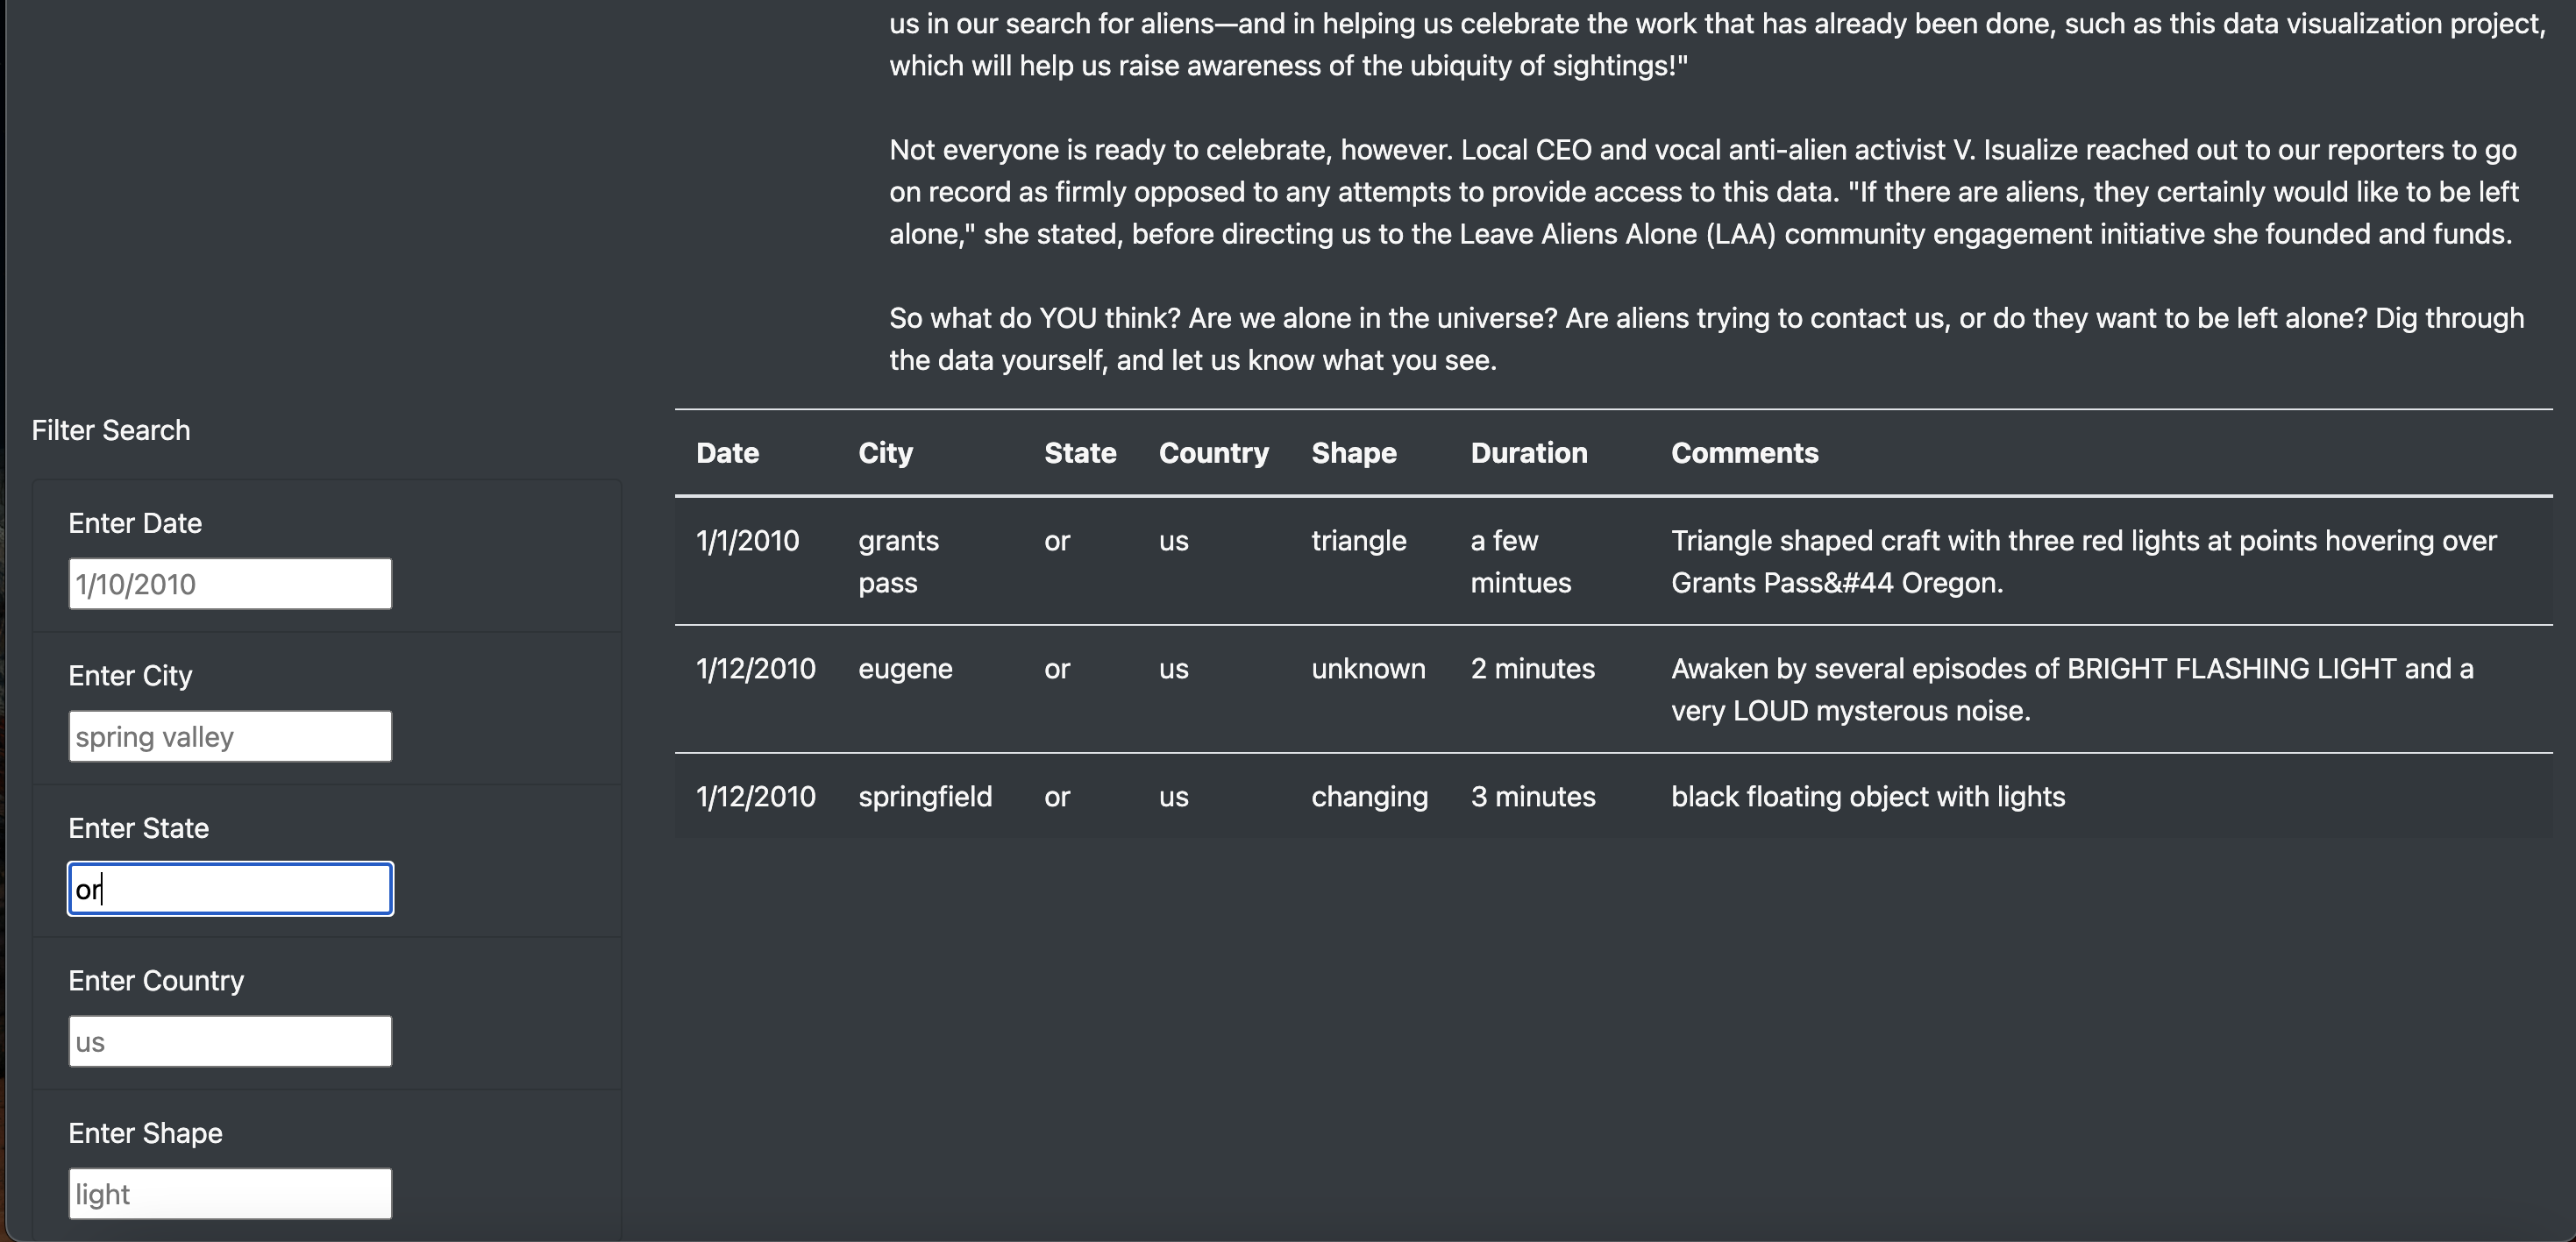 us in our search for aliens—and in helping us celebrate the work that has already been done, such as this data visualization project,
which will help us raise awareness of the ubiquity of sightings!"
Not everyone is ready to celebrate, however. Local CEO and vocal anti-alien activist V. Isualize reached out to our reporters to go
on record as firmly opposed to any attempts to provide access to this data. "If there are aliens, they certainly would like to be left
alone," she stated, before directing us to the Leave Aliens Alone (LAA) community engagement initiative she founded and funds.
So what do YOU think? Are we alone in the universe? Are aliens trying to contact us, or do they want to be left alone? Dig through
the data yourself, and let us know what you see.
Filter Search
Enter Date
1/10/2010
Enter City
spring valley
Enter State
or
Enter Country
us
Enter Shape
light
Date City State Country Shape Duration Comments
1/1/2010 grants or us triangle a few Triangle shaped craft with three red lights at points hovering over
pass mintues Grants Pass&#44 Oregon.
1/12/2010 eugene or us unknown 2 minutes Awaken by several episodes of BRIGHT FLASHING LIGHT and a
very LOUD mysterous noise.
1/12/2010 springfield or us changing 3 minutes black floating object with lights